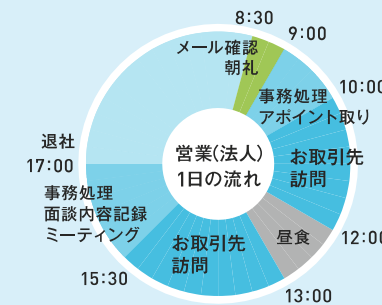 8:30
メール確認
朝礼
9:00
事務処理
アポイント取り
10:00
お取引先
訪問
12:00
昼食
13:00
お取引先
訪問
15:30
事務処理
面談内容記録
ミーティング
退社
17:00
営業(法人)
1日の流れ